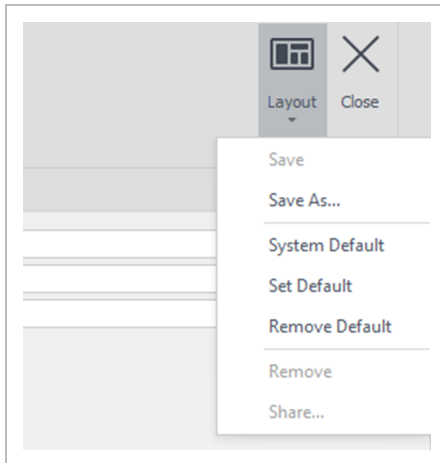 Layout
Close
Save
Save As...
System Default
Set Default
Remove Default
Remove
Share...